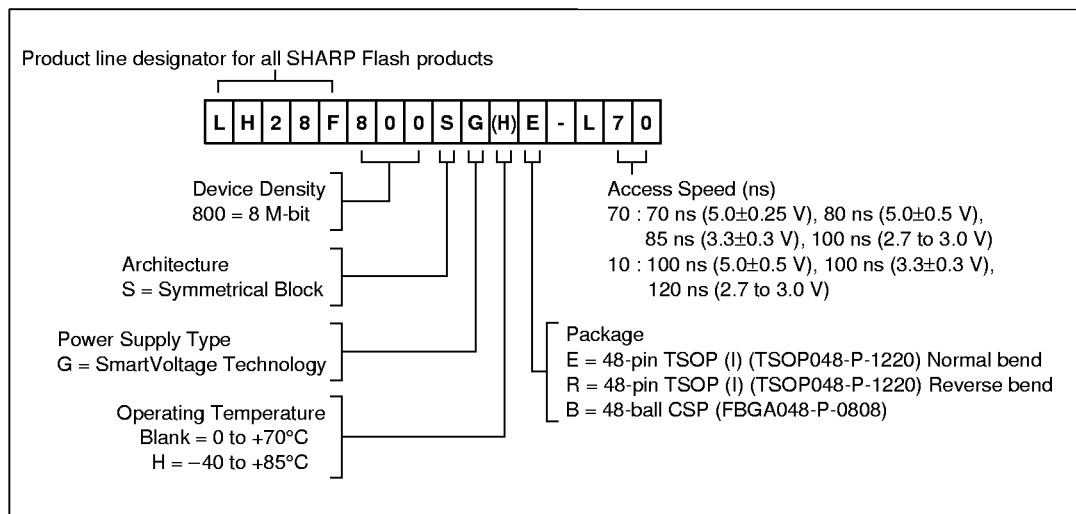 Product line designator for all SHARP Flash products
L H 2 8 F 8 0 0 S G (H) E - L 7 0
Device Density
800 = 8 M-bit
Architecture
S = Symmetrical Block
Power Supply Type
G = SmartVoltage Technology
Operating Temperature
Blank = 0 to +70°C
H = −40 to +85°C
Access Speed (ns)
70 : 70 ns (5.0±0.25 V), 80 ns (5.0±0.5 V),
85 ns (3.3±0.3 V), 100 ns (2.7 to 3.0 V)
10 : 100 ns (5.0±0.5 V), 100 ns (3.3±0.3 V),
120 ns (2.7 to 3.0 V)
Package
E = 48-pin TSOP (I) (TSOP048-P-1220) Normal bend
R = 48-pin TSOP (I) (TSOP048-P-1220) Reverse bend
B = 48-ball CSP (FBGA048-P-0808)